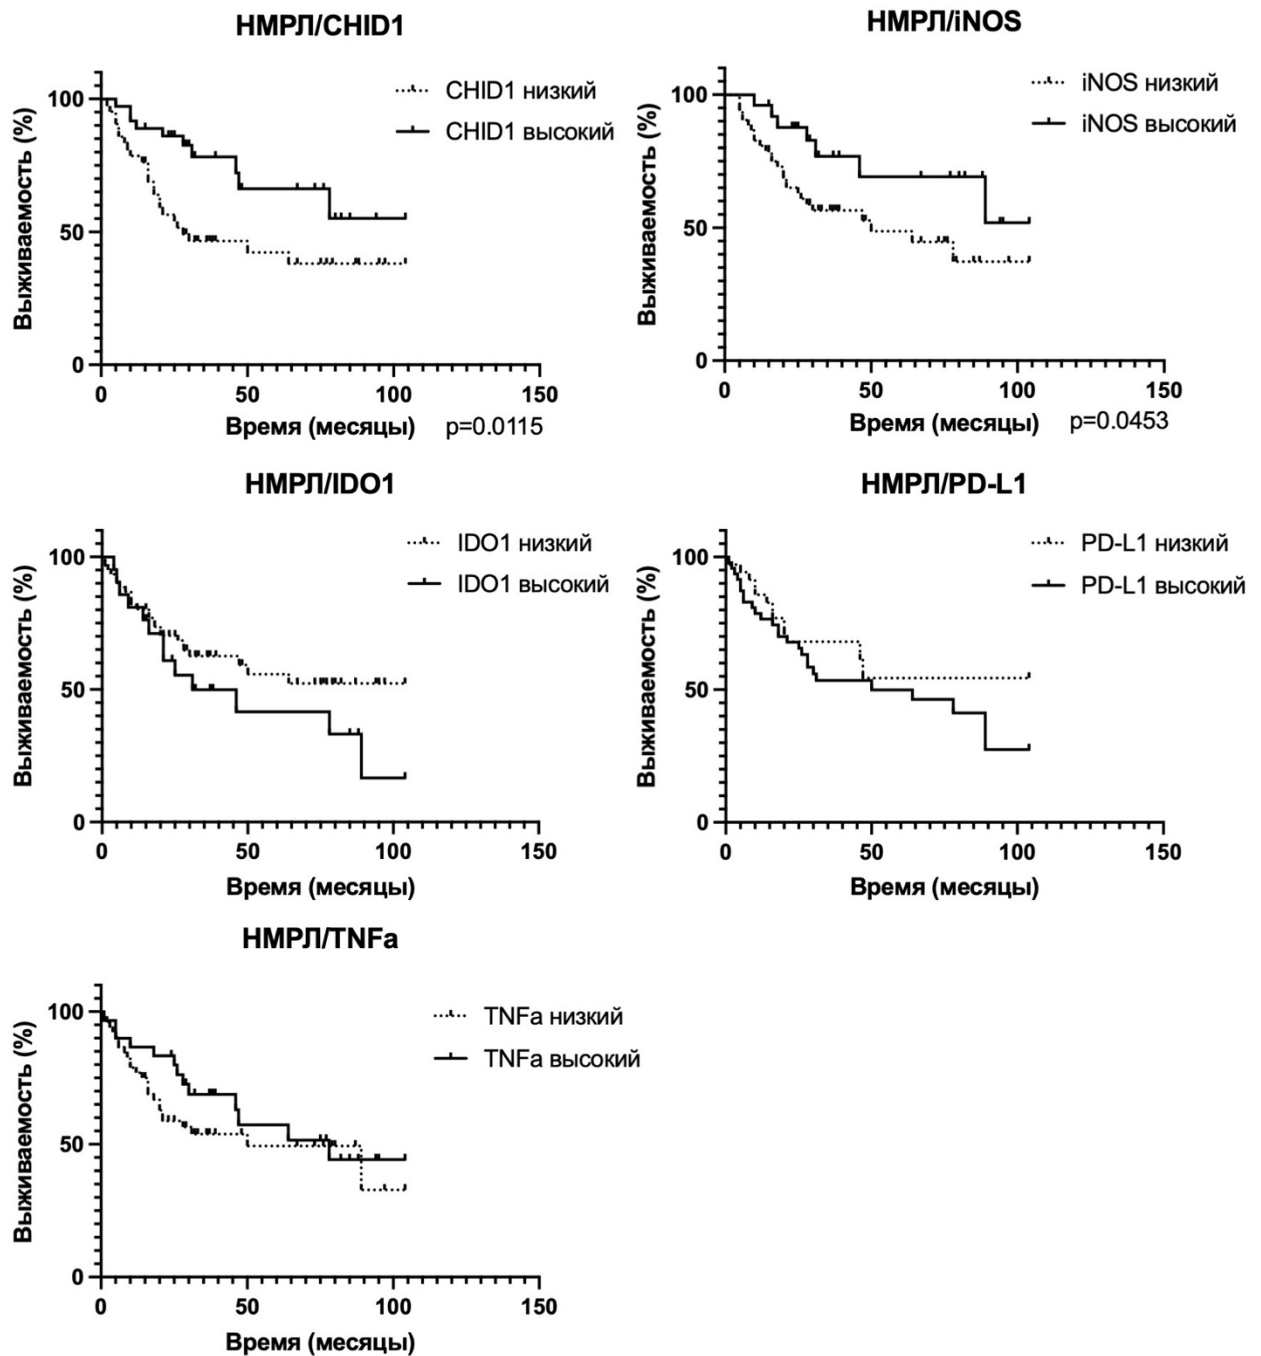 НМРЛ/CHID1
CHID1 низкий
CHID1 высокий
Выживаемость (%)
100
50
0
0 50 100 150
Время (месяцы) p=0.0115
НМРЛ/iNOS
iNOS низкий
iNOS высокий
Выживаемость (%)
100
50
0
0 50 100 150
Время (месяцы) p=0.0453
НМРЛ/IDO1
IDO1 низкий
IDO1 высокий
Выживаемость (%)
100
50
0
0 50 100 150
Время (месяцы)
НМРЛ/PD-L1
PD-L1 низкий
PD-L1 высокий
Выживаемость (%)
100
50
0
0 50 100 150
Время (месяцы)
НМРЛ/TNFa
TNFa низкий
TNFa высокий
Выживаемость (%)
100
50
0
0 50 100 150
Время (месяцы)